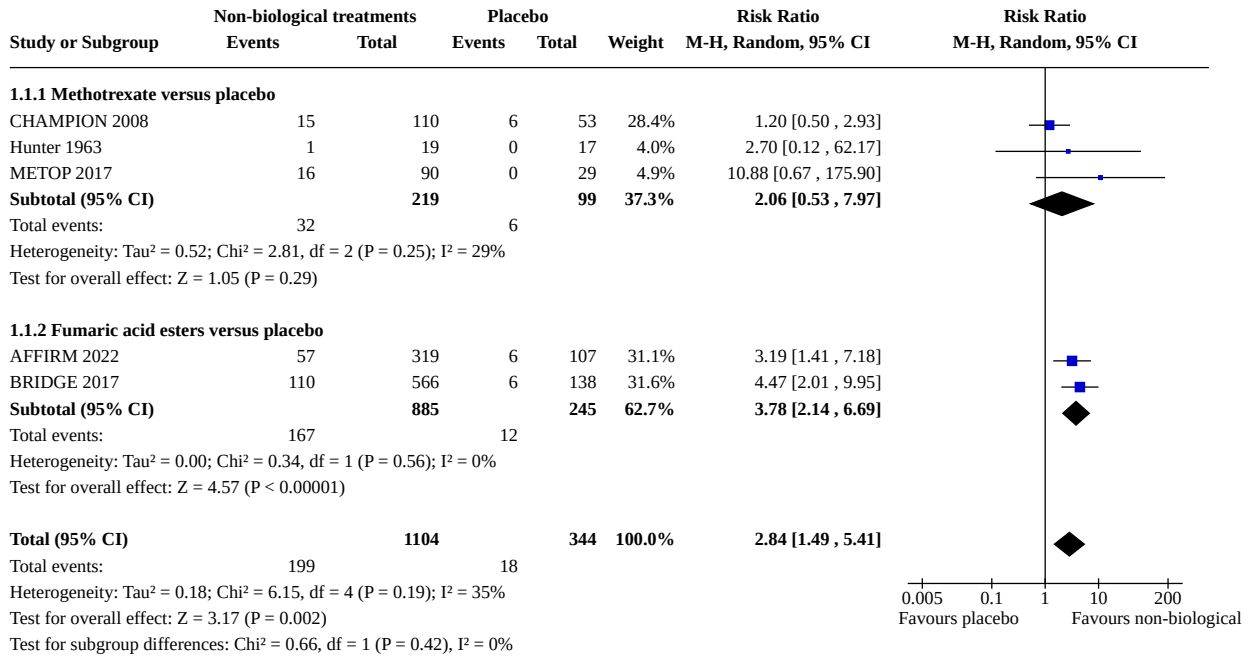 Non-biological treatments Placebo Risk Ratio Risk Ratio
Study or Subgroup Events Total Events Total Weight M-H, Random, 95% CI M-H, Random, 95% CI
1.1.1 Methotrexate versus placebo
CHAMPION 2008 15 110 6 53 28.4% 1.20 [0.50 , 2.93]
Hunter 1963 1 19 0 17 4.0% 2.70 [0.12 , 62.17]
METOP 2017 16 90 0 29 4.9% 10.88 [0.67 , 175.90]
Subtotal (95% CI) 219 99 37.3% 2.06 [0.53 , 7.97]
Total events: 32 6
Heterogeneity: Tau² = 0.52; Chi² = 2.81, df = 2 (P = 0.25); I² = 29%
Test for overall effect: Z = 1.05 (P = 0.29)
1.1.2 Fumaric acid esters versus placebo
AFFIRM 2022 57 319 6 107 31.1% 3.19 [1.41 , 7.18]
BRIDGE 2017 110 566 6 138 31.6% 4.47 [2.01 , 9.95]
Subtotal (95% CI) 885 245 62.7% 3.78 [2.14 , 6.69]
Total events: 167 12
Heterogeneity: Tau² = 0.00; Chi² = 0.34, df = 1 (P = 0.56); I² = 0%
Test for overall effect: Z = 4.57 (P < 0.00001)
Total (95% CI) 1104 344 100.0% 2.84 [1.49 , 5.41]
Total events: 199 18
Heterogeneity: Tau² = 0.18; Chi² = 6.15, df = 4 (P = 0.19); I² = 35%
0.005 0.1 1 10 200
Test for overall effect: Z = 3.17 (P = 0.002)
Favours placebo Favours non-biological
Test for subgroup differences: Chi² = 0.66, df = 1 (P = 0.42), I² = 0%